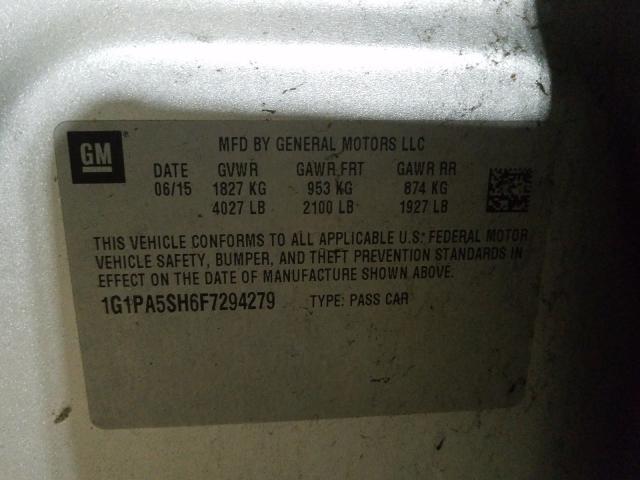 GM
MFD BY GENERAL MOTORS LLC
DATE GVWR GAWR FRT GAWR RR
06/15 1827 KG 953 KG 874 KG
4027 LB 2100 LB 1927 LB
THIS VEHICLE CONFORMS TO ALL APPLICABLE U.S. FEDERAL MOTOR
VEHICLE SAFETY, BUMPER, AND THEFT PREVENTION STANDARDS IN
EFFECT ON THE DATE OF MANUFACTURE SHOWN ABOVE.
1G1PA5SH6F7294279 TYPE: PASS CAR